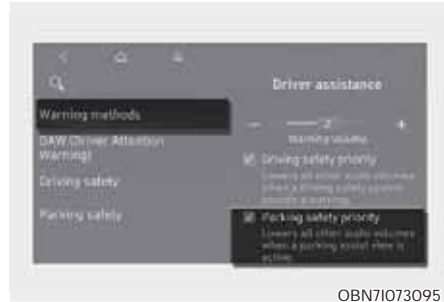 Driver assistance
Warning methods
DAW (Driver Attention
Warning)
Driving safety
Parking safety
Warning volume
Driving safety priority
Lowers all other audio volumes
when a driving safety system
provides a warning.
Parking safety priority
Lowers all other audio volumes
when a parking assist view is
active.
OBN7I073095